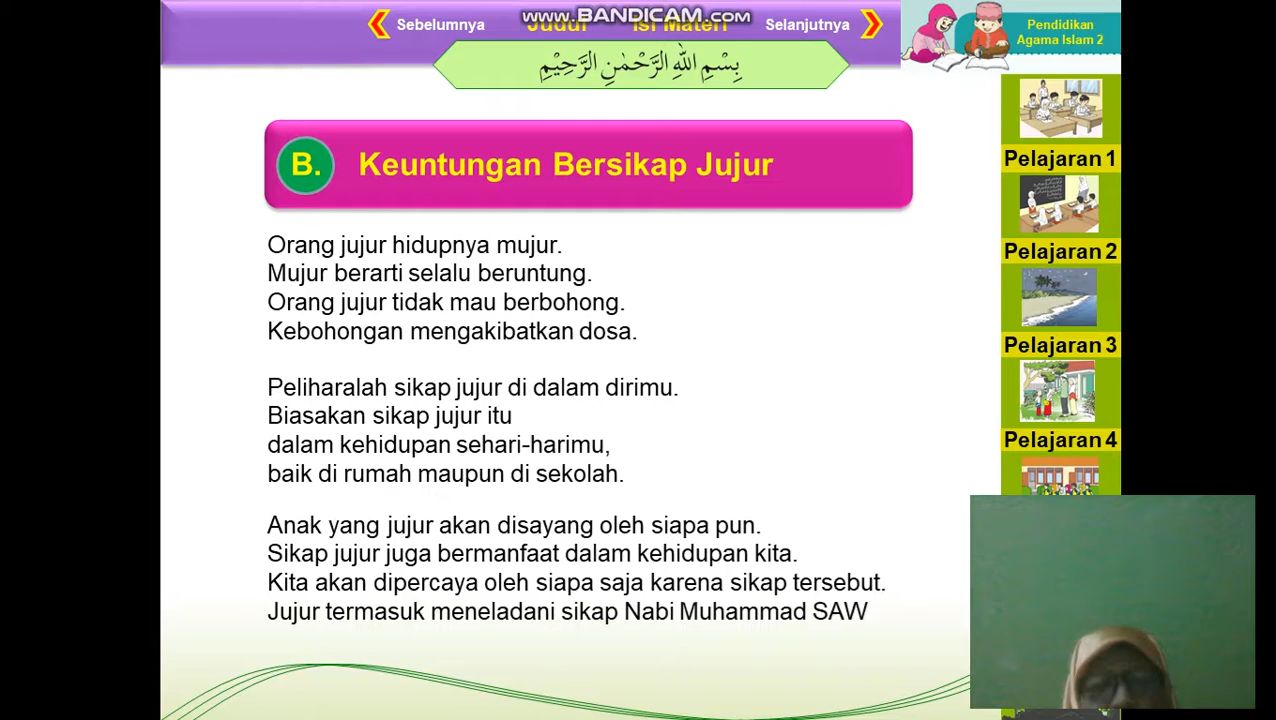 www.BANDICAM.com
Sebelumnya
Judul
Isi Materi
Selanjutnya
Pendidikan
Agama Islam 2
بِسْمِ اللهِ الرَّحْمٰنِ الرَّحِيْمِ
B. Keuntungan Bersikap Jujur
Orang jujur hidupnya mujur.
Mujur berarti selalu beruntung.
Orang jujur tidak mau berbohong.
Kebohongan mengakibatkan dosa.
Peliharalah sikap jujur di dalam dirimu.
Biasakan sikap jujur itu
dalam kehidupan sehari-harimu,
baik di rumah maupun di sekolah.
Anak yang jujur akan disayang oleh siapa pun.
Sikap jujur juga bermanfaat dalam kehidupan kita.
Kita akan dipercaya oleh siapa saja karena sikap tersebut.
Jujur termasuk meneladani sikap Nabi Muhammad SAW
Pelajaran 1
Pelajaran 2
Pelajaran 3
Pelajaran 4